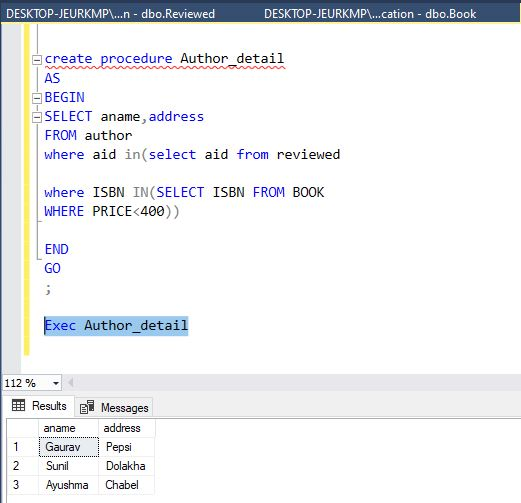 DESKTOP-JEURKMP\...n - dbo.Reviewed DESKTOP-JEURKMP\...cation - dbo.Book
create procedure Author_detail
AS
BEGIN
SELECT aname,address
FROM author
where aid in(select aid from reviewed
where ISBN IN(SELECT ISBN FROM BOOK
WHERE PRICE<400))
END
GO
;
Exec Author_detail
112 %
Results Messages
aname address
1 Gaurav Pepsi
2 Sunil Dolakha
3 Ayushma Chabel